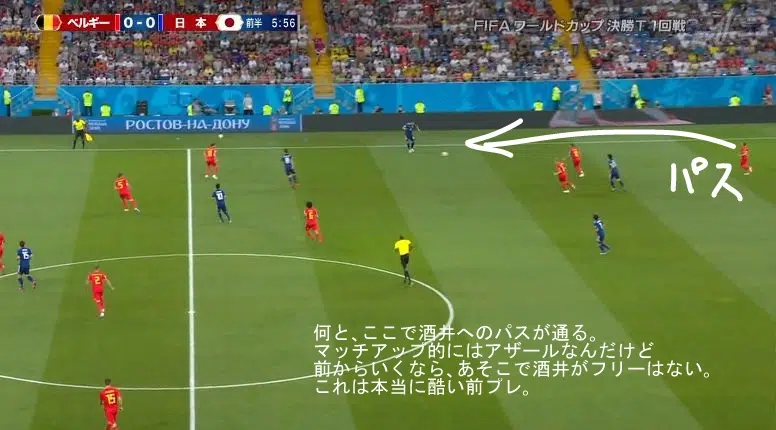 ベルギー 0-0 日本 前半 5:56
FIFA ワールドカップ 決勝T 1回戦
РОСТОВ-НА-ДОНУ
パス
何と、ここで酒井へのパスが通る。
マッチアップ的にはアザールなんだけど
前からいくなら、あそこで酒井がフリーはない。
これは本当に酷い前プレ。